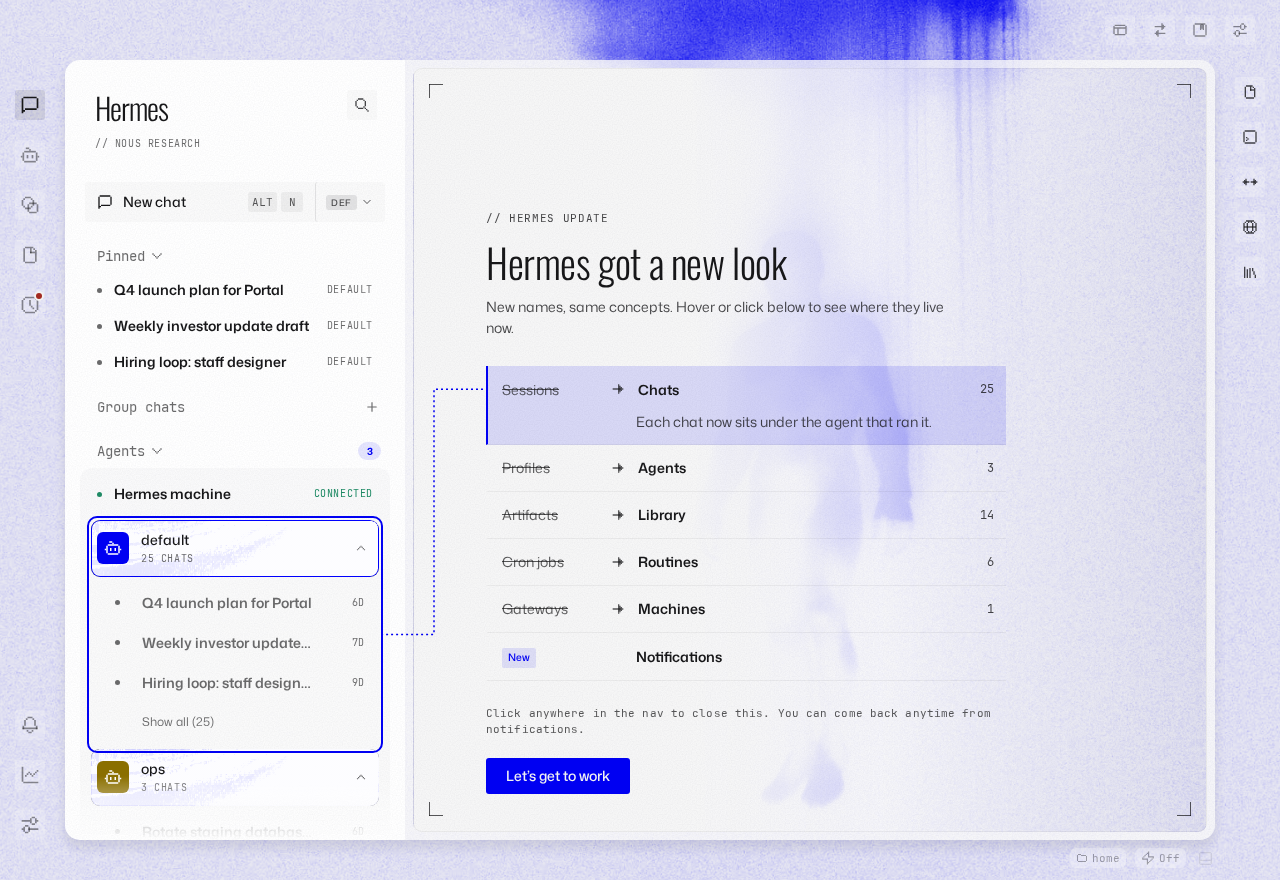 Hermes
// NOUS RESEARCH
New chat ALT N DEF
Pinned
Q4 launch plan for Portal DEFAULT
Weekly investor update draft DEFAULT
Hiring loop: staff designer DEFAULT
Group chats
Agents 3
Hermes machine CONNECTED
default
25 CHATS
Q4 launch plan for Portal 6D
Weekly investor update... 7D
Hiring loop: staff design... 9D
Show all (25)
ops
3 CHATS
Rotate staging databas... 4D
// HERMES UPDATE
Hermes got a new look
New names, same concepts. Hover or click below to see where they live
now.
Sessions → Chats 25
Each chat now sits under the agent that ran it.
Profiles → Agents 3
Artifacts → Library 14
Cron jobs → Routines 6
Gateways → Machines 1
New Notifications
Click anywhere in the nav to close this. You can come back anytime from
notifications.
Let's get to work
home Off